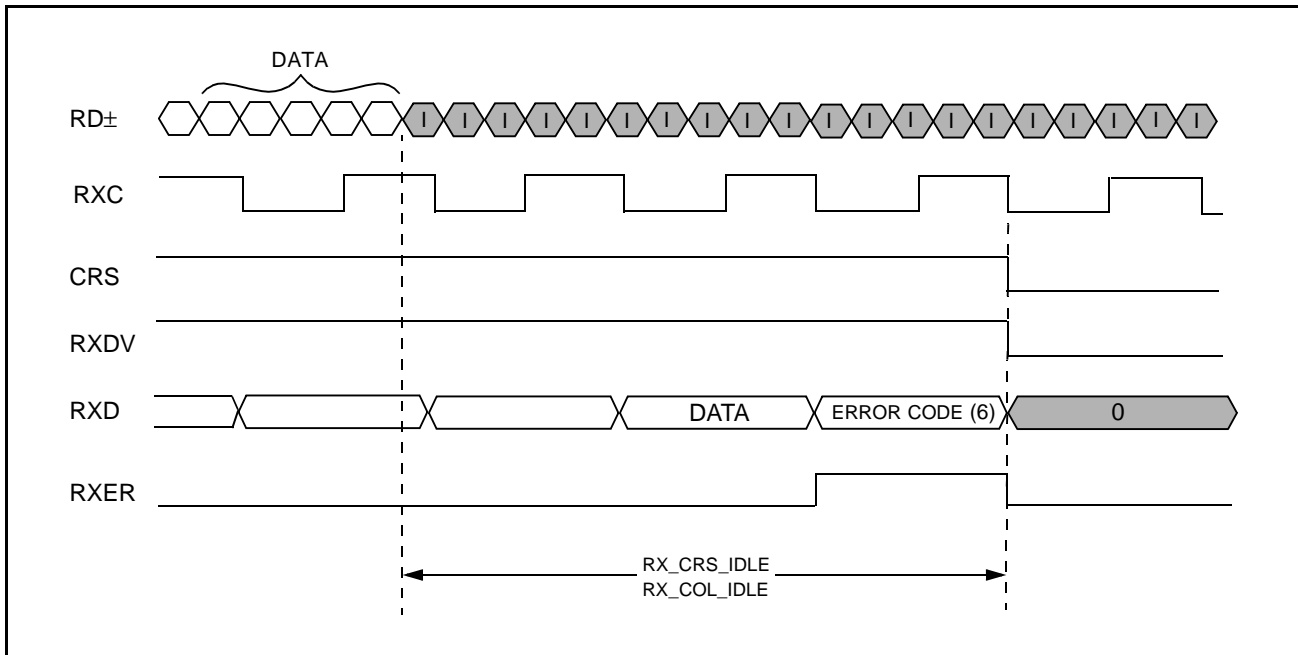 DATA
RD± I I I I I I I I I I I I I I I I I I I I
RXC
CRS
RXDV
RXD DATA ERROR CODE (6) 0
RXER
RX_CRS_IDLE
RX_COL_IDLE